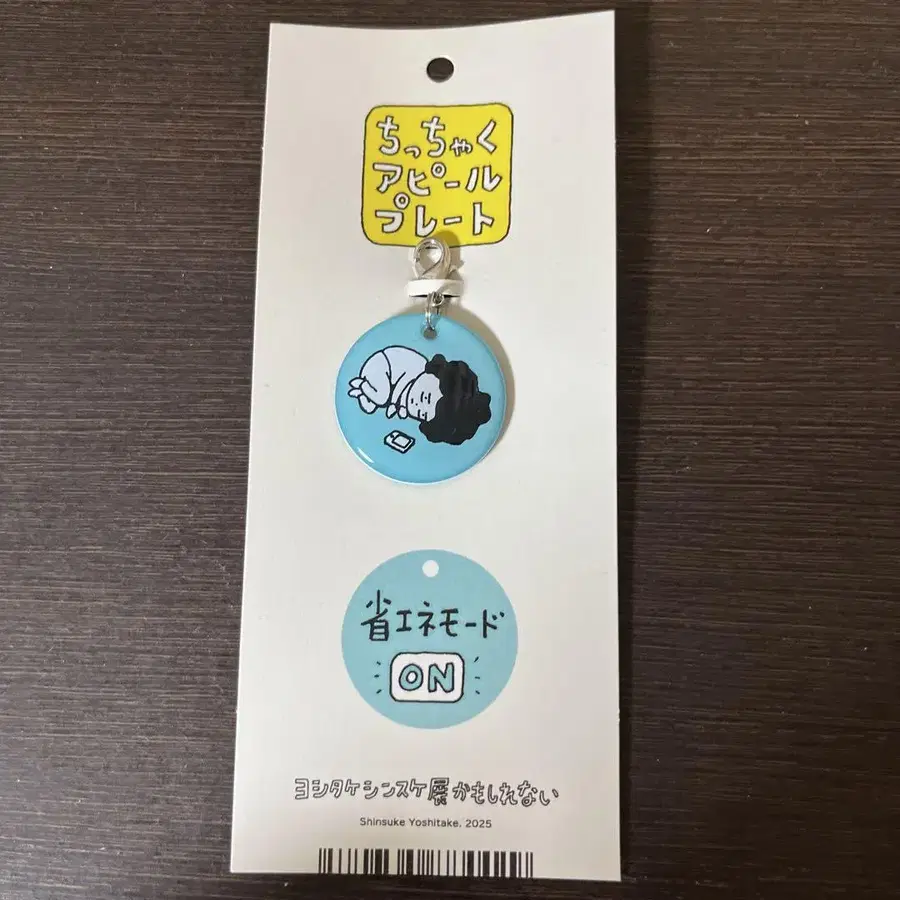 ちっちゃく
アピール
プレート
省エネモード
ON
ヨシタケシンスケ展かもしれない
Shinsuke Yoshitake, 2025